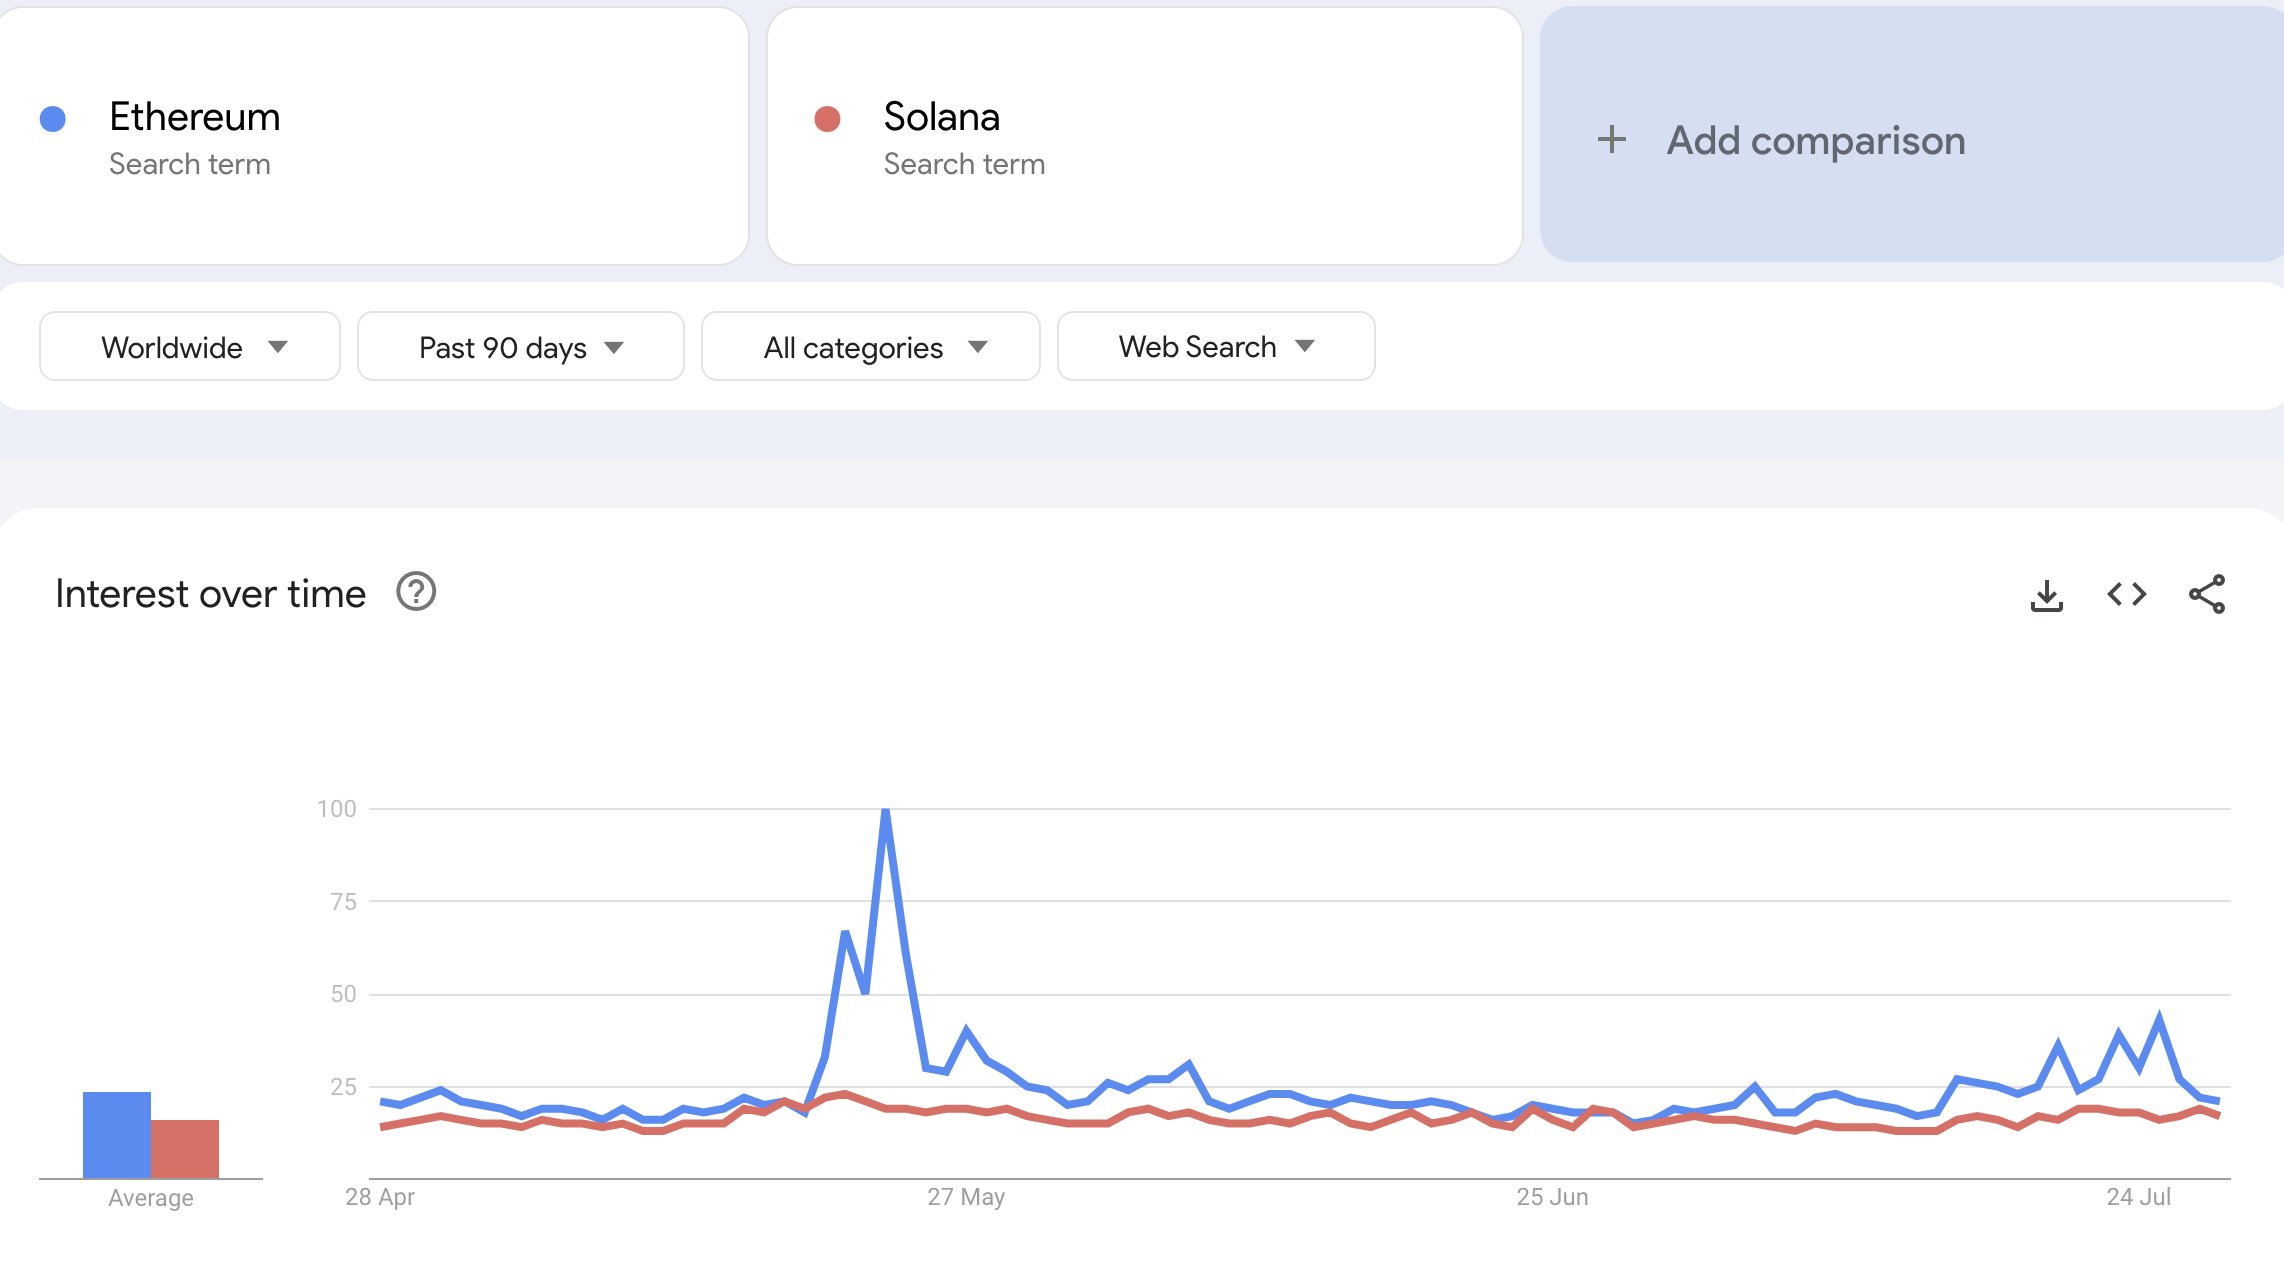 Ethereum
Search term
Solana
Search term
+ Add comparison
Worldwide
Past 90 days
All categories
Web Search
Interest over time
100
75
50
25
Average
28 Apr
27 May
25 Jun
24 Jul